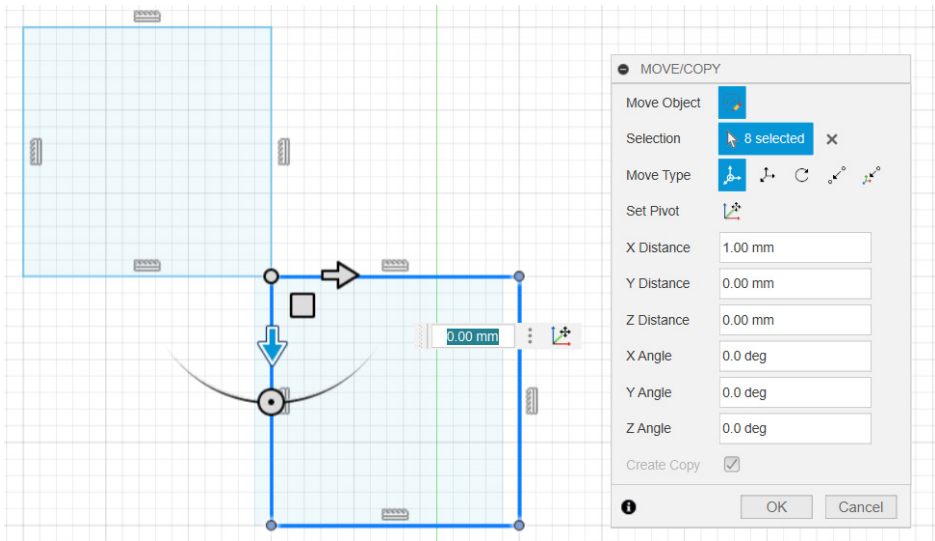 MOVE/COPY
Move Object
Selection 8 selected
Move Type
Set Pivot
X Distance 1.00 mm
Y Distance 0.00 mm
0.00 mm
Z Distance 0.00 mm
X Angle 0.0 deg
Y Angle 0.0 deg
Z Angle 0.0 deg
Create Copy
OK Cancel